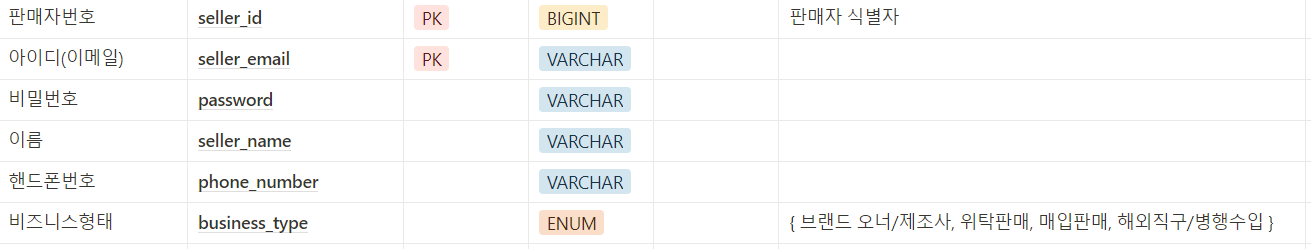 판매자번호 seller_id PK BIGINT 판매자 식별자
아이디(이메일) seller_email PK VARCHAR
비밀번호 password VARCHAR
이름 seller_name VARCHAR
핸드폰번호 phone_number VARCHAR
비즈니스형태 business_type ENUM { 브랜드 오너/제조사, 위탁판매, 매입판매, 해외직구/병행수입 }